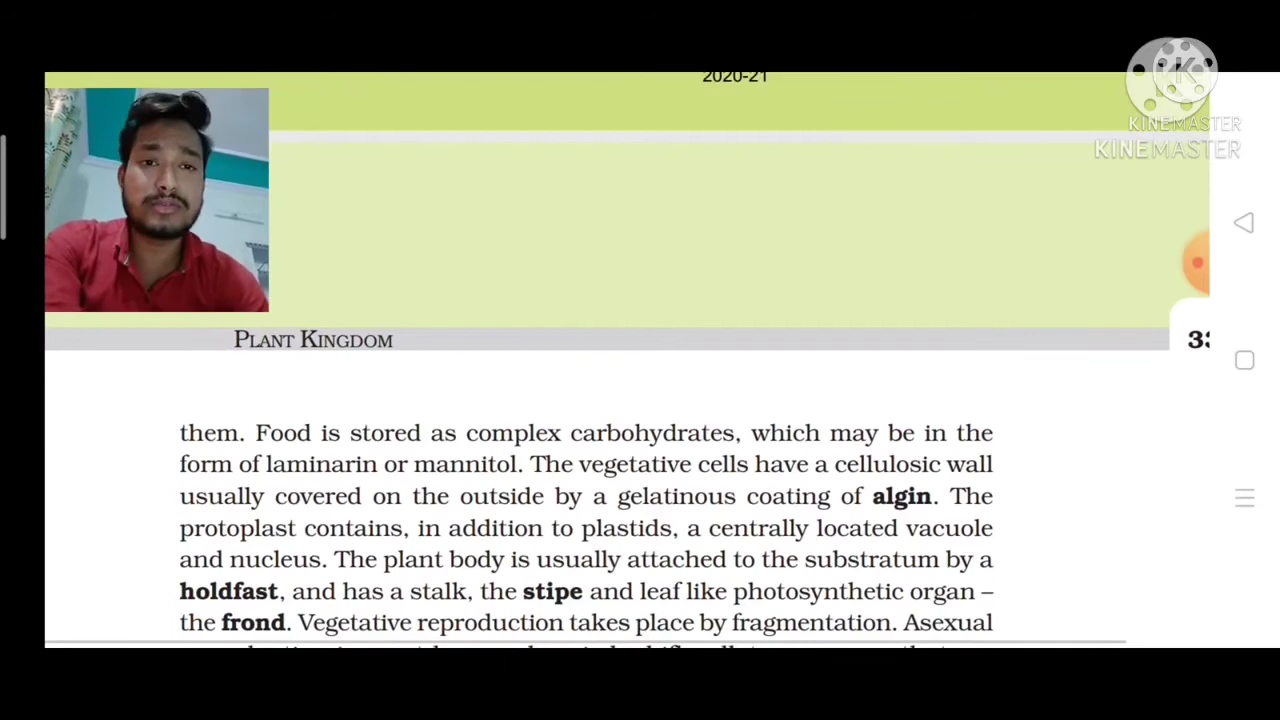 2020-21
KINEMASTER
KINEMASTER
PLANT KINGDOM
them. Food is stored as complex carbohydrates, which may be in the
form of laminarin or mannitol. The vegetative cells have a cellulosic wall
usually covered on the outside by a gelatinous coating of algin. The
protoplast contains, in addition to plastids, a centrally located vacuole
and nucleus. The plant body is usually attached to the substratum by a
holdfast, and has a stalk, the stipe and leaf like photosynthetic organ –
the frond. Vegetative reproduction takes place by fragmentation. Asexual